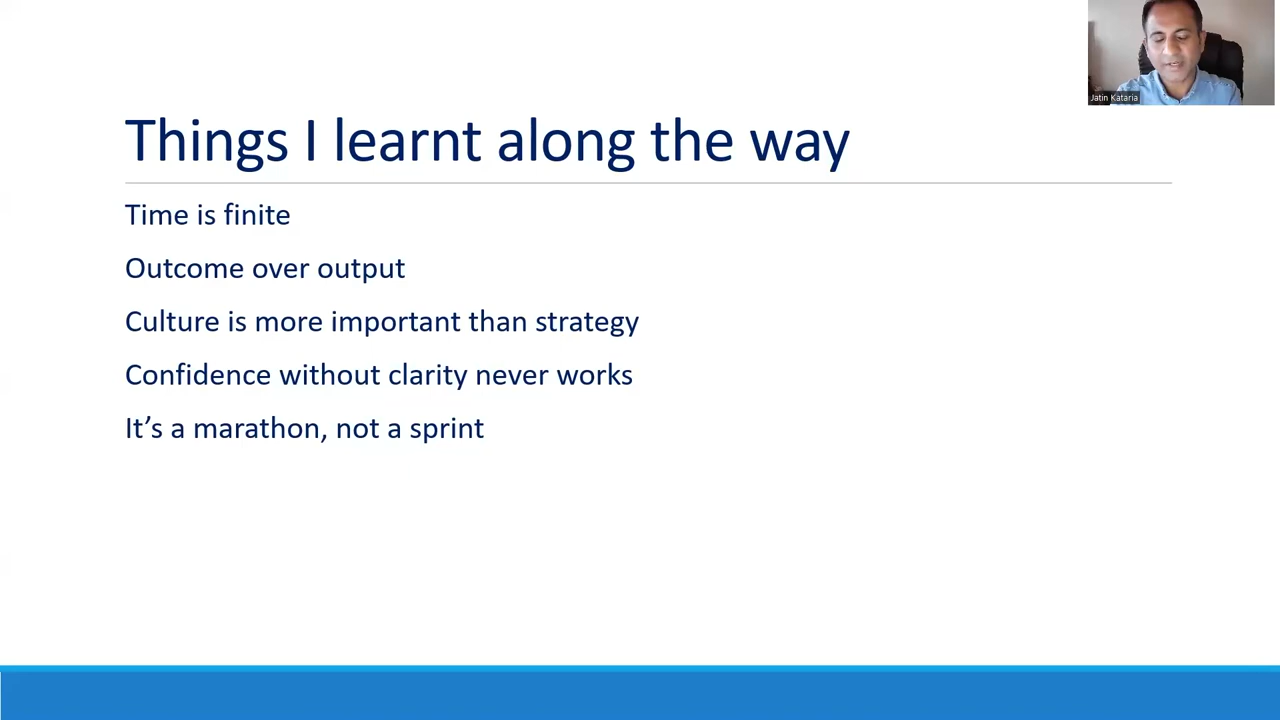 Jatin Kataria
Things I learnt along the way
Time is finite
Outcome over output
Culture is more important than strategy
Confidence without clarity never works
It’s a marathon, not a sprint